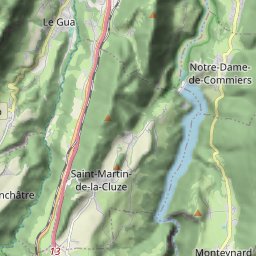 Le Gua
Notre-Dame-
de-Commiers
Saint-Martin-
de-la-Cluze
nchâtre
13
Monteynard